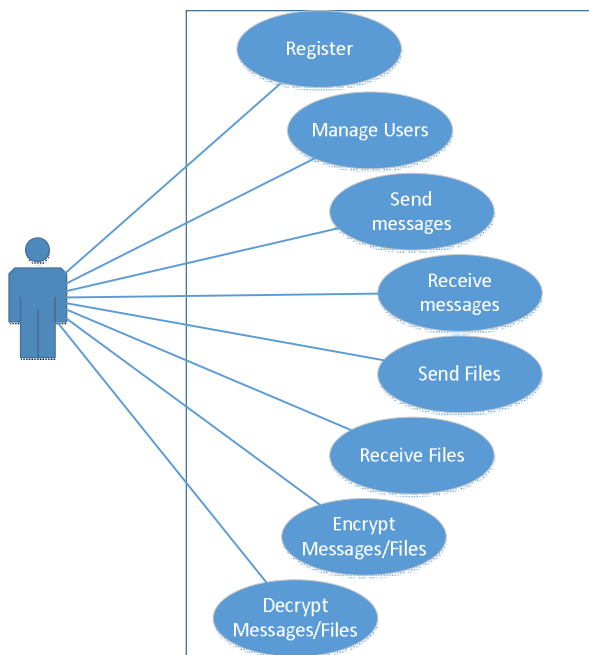 Register
Manage Users
Send
messages
Receive
messages
Send Files
Receive Files
Encrypt
Messages/Files
Decrypt
Messages/Files